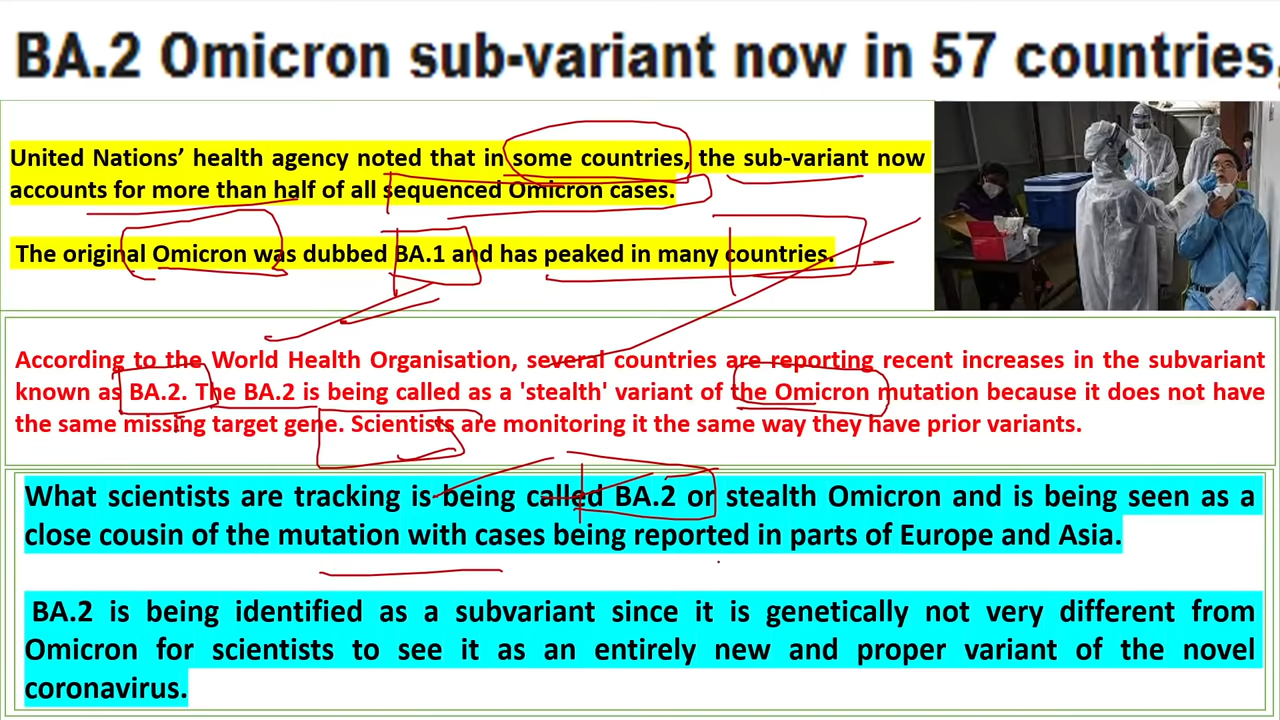 BA.2 Omicron sub-variant now in 57 countries,
United Nations’ health agency noted that in some countries, the sub-variant now
accounts for more than half of all sequenced Omicron cases.
The original Omicron was dubbed BA.1 and has peaked in many countries.
According to the World Health Organisation, several countries are reporting recent increases in the subvariant
known as BA.2. The BA.2 is being called as a 'stealth' variant of the Omicron mutation because it does not have
the same missing target gene. Scientists are monitoring it the same way they have prior variants.
What scientists are tracking is being called BA.2 or stealth Omicron and is being seen as a
close cousin of the mutation with cases being reported in parts of Europe and Asia.
BA.2 is being identified as a subvariant since it is genetically not very different from
Omicron for scientists to see it as an entirely new and proper variant of the novel
coronavirus.